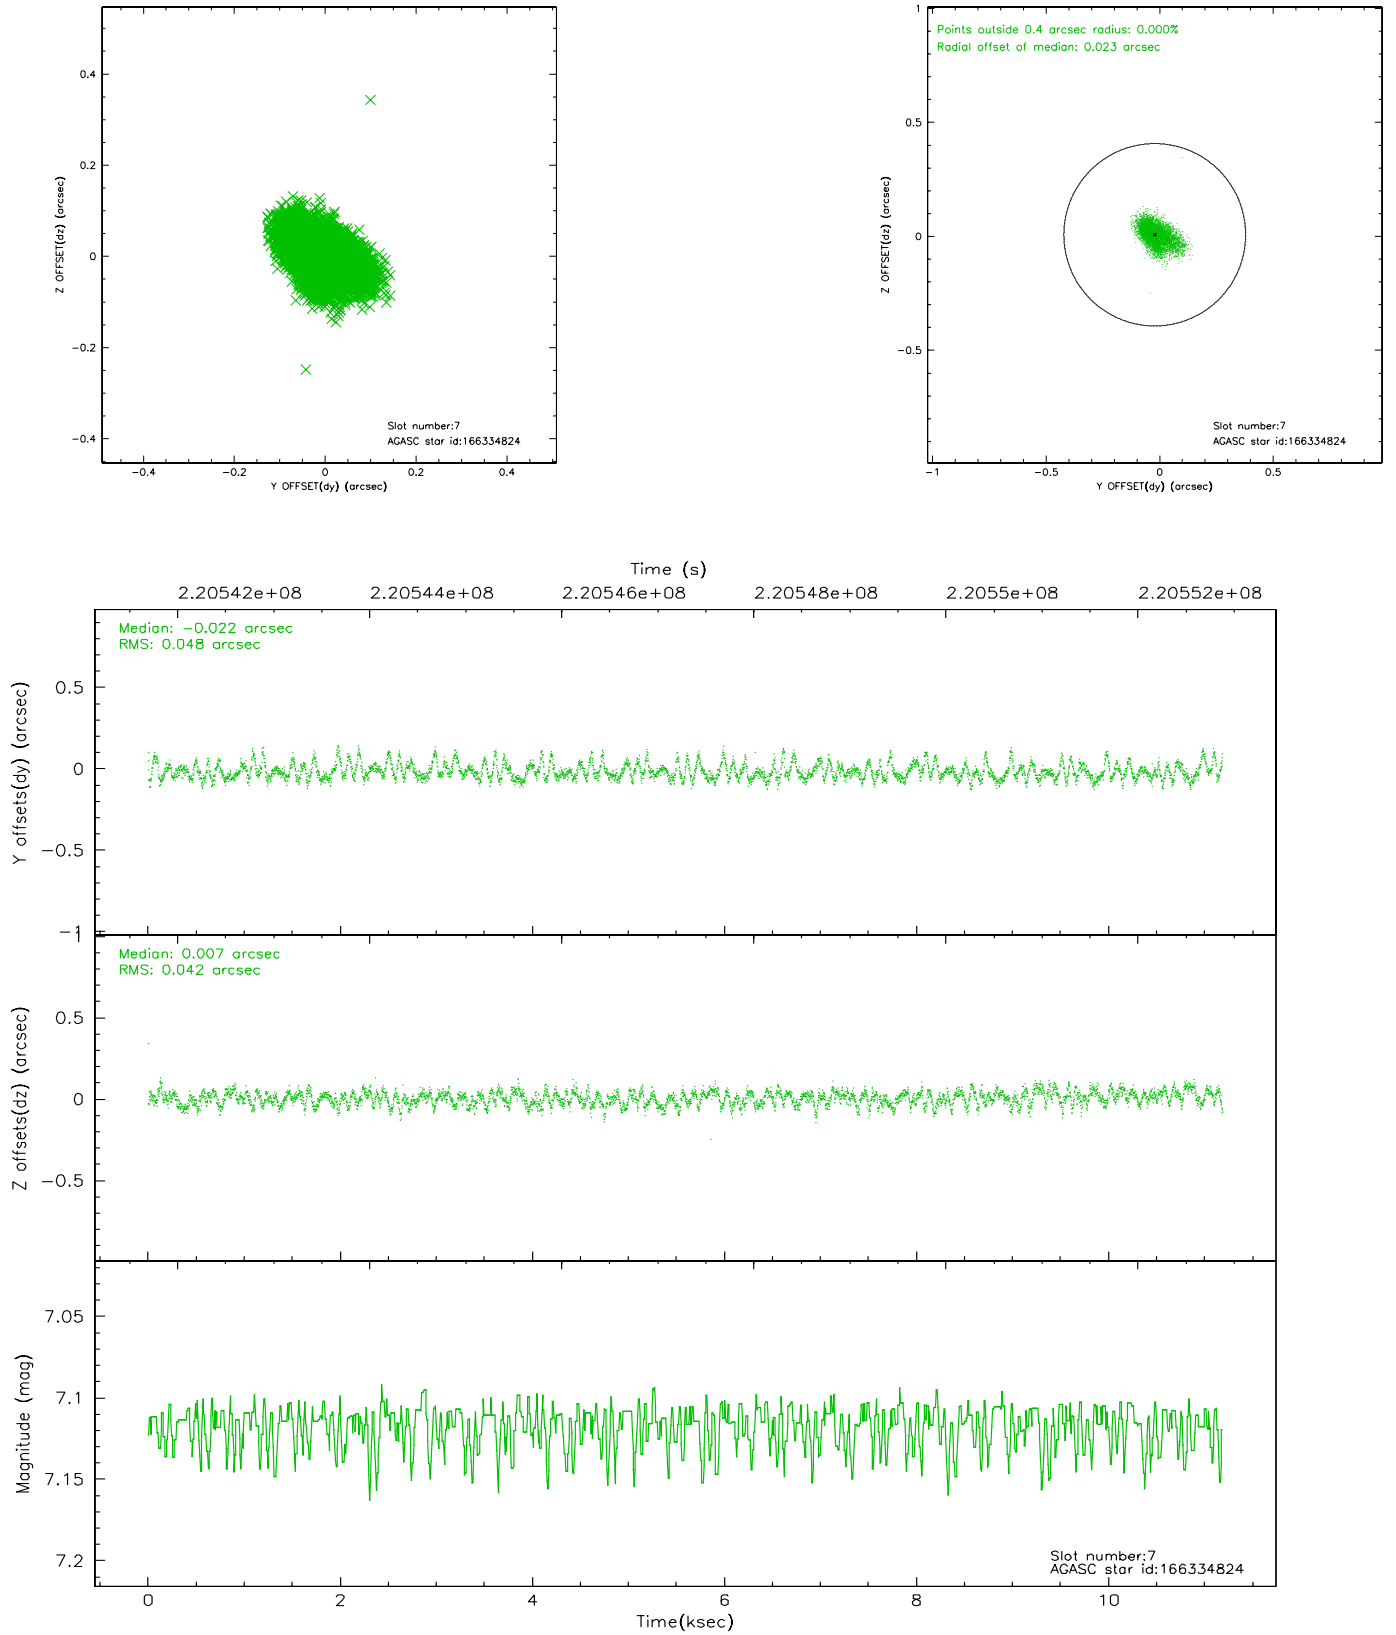 0.4
0.2
0
−0.2
−0.4
Z OFFSET(dz) (arcsec)
Slot number:7
AGASC star id:166334824
−0.4 −0.2 0 0.2 0.4
Y OFFSET(dy) (arcsec)
Points outside 0.4 arcsec radius: 0.000%
Radial offset of median: 0.023 arcsec
1
0.5
0
−0.5
Z OFFSET(dz) (arcsec)
Slot number:7
AGASC star id:166334824
−1 −0.5 0 0.5
Y OFFSET(dy) (arcsec)
Time (s)
2.20542e+08 2.20544e+08 2.20546e+08 2.20548e+08 2.2055e+08 2.20552e+08
Median: −0.022 arcsec
RMS: 0.048 arcsec
0.5
0
−0.5
−1
Y offsets(dy) (arcsec)
Median: 0.007 arcsec
RMS: 0.042 arcsec
1
0.5
0
−0.5
Z offsets(dz) (arcsec)
7.05
7.1
7.15
7.2
Magnitude (mag)
Slot number:7
AGASC star id:166334824
0 2 4 6 8 10
Time(ksec)